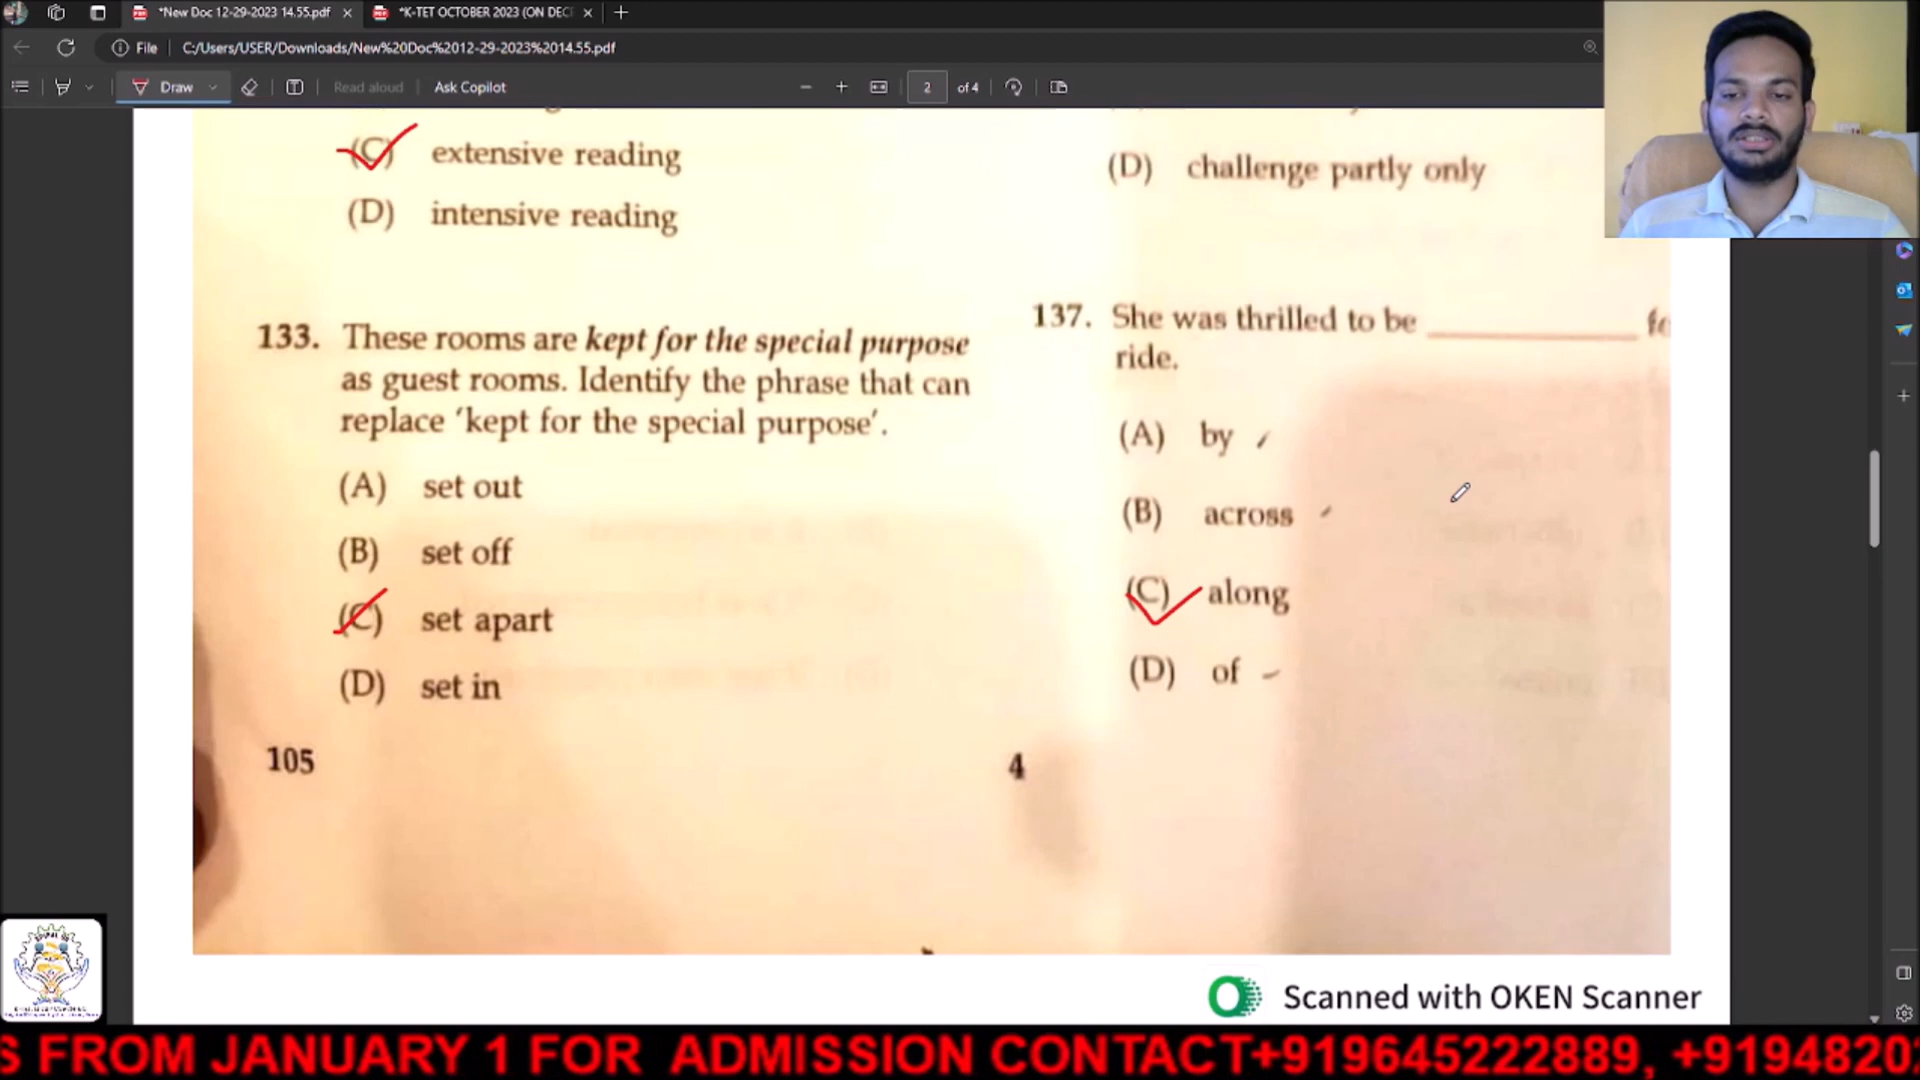 *New Doc 12-29-2023 14.55.pdf
*K-TET OCTOBER 2023 (ON DEC
File C:/Users/USER/Downloads/New%20Doc%2012-29-2023%2014.55.pdf
Draw
Read aloud
Ask Copilot
2 of 4
(C) extensive reading
(D) intensive reading
133. These rooms are kept for the special purpose
as guest rooms. Identify the phrase that can
replace 'kept for the special purpose'.
(A) set out
(B) set off
(C) set apart
(D) set in
105
(D) challenge partly only
137. She was thrilled to be __________ fo
ride.
(A) by
(B) across
(C) along
(D) of
4
Scanned with OKEN Scanner
S FROM JANUARY 1 FOR ADMISSION CONTACT+919645222889, +9194820